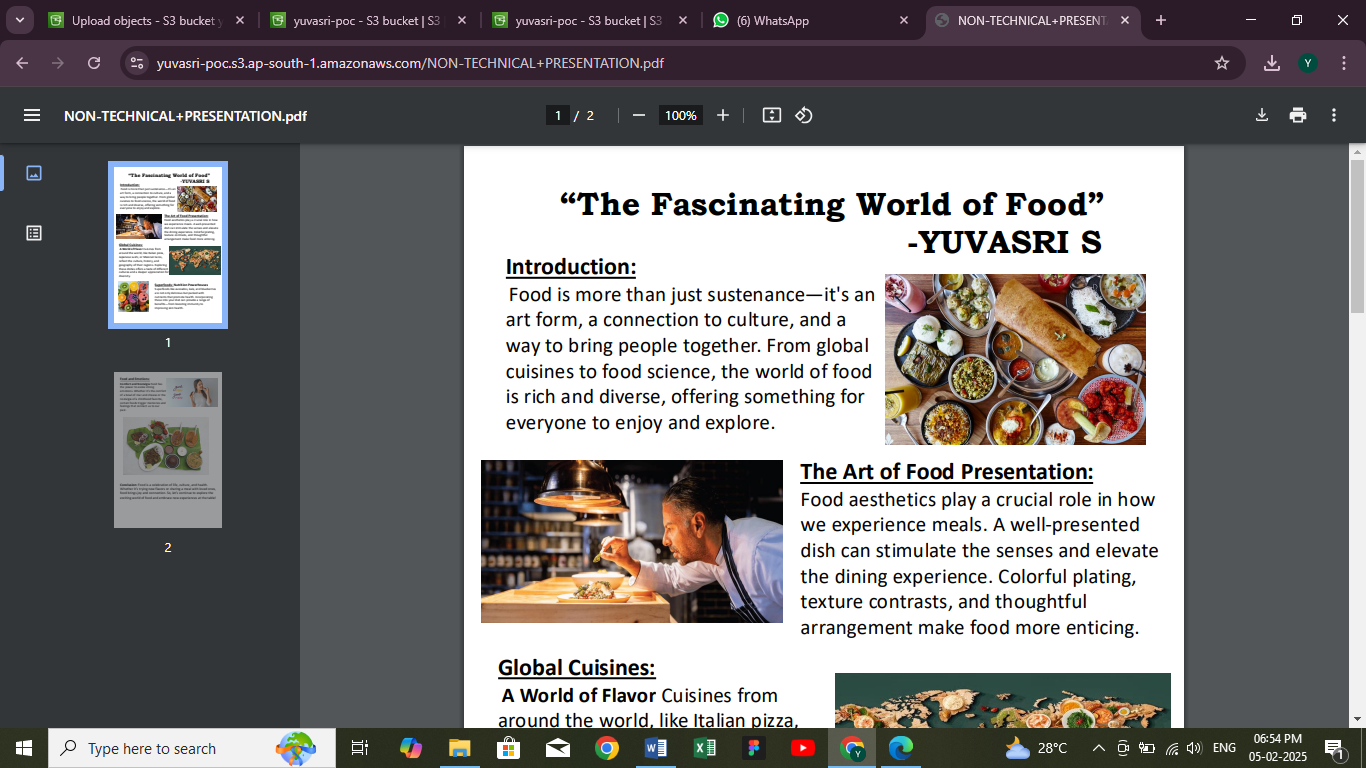 Upload objects - S3 bucket y
yuvasri-poc - S3 bucket | S3
yuvasri-poc - S3 bucket | S3
(6) WhatsApp
NON-TECHNICAL+PRESENT
yuvasri-poc.s3.ap-south-1.amazonaws.com/NON-TECHNICAL+PRESENTATION.pdf
Y
NON-TECHNICAL+PRESENTATION.pdf
1 / 2
100%
1
2
“The Fascinating World of Food”
-YUVASRI S
Introduction:
Food is more than just sustenance—it's an
art form, a connection to culture, and a
way to bring people together. From global
cuisines to food science, the world of food
is rich and diverse, offering something for
everyone to enjoy and explore.
The Art of Food Presentation:
Food aesthetics play a crucial role in how
we experience meals. A well-presented
dish can stimulate the senses and elevate
the dining experience. Colorful plating,
texture contrasts, and thoughtful
arrangement make food more enticing.
Global Cuisines:
A World of Flavor Cuisines from
around the world, like Italian pizza,
Type here to search
28°C
ENG
06:54 PM
05-02-2025
1